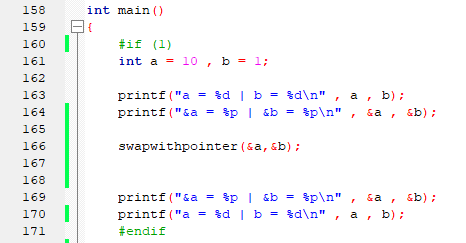 158 int main()
159 {
160 #if (1)
161 int a = 10 , b = 1;
162
163 printf("a = %d | b = %d\n" , a , b);
164 printf("&a = %p | &b = %p\n" , &a , &b);
165
166 swapwithpointer(&a,&b);
167
168
169 printf("&a = %p | &b = %p\n" , &a , &b);
170 printf("a = %d | b = %d\n" , a , b);
171 #endif